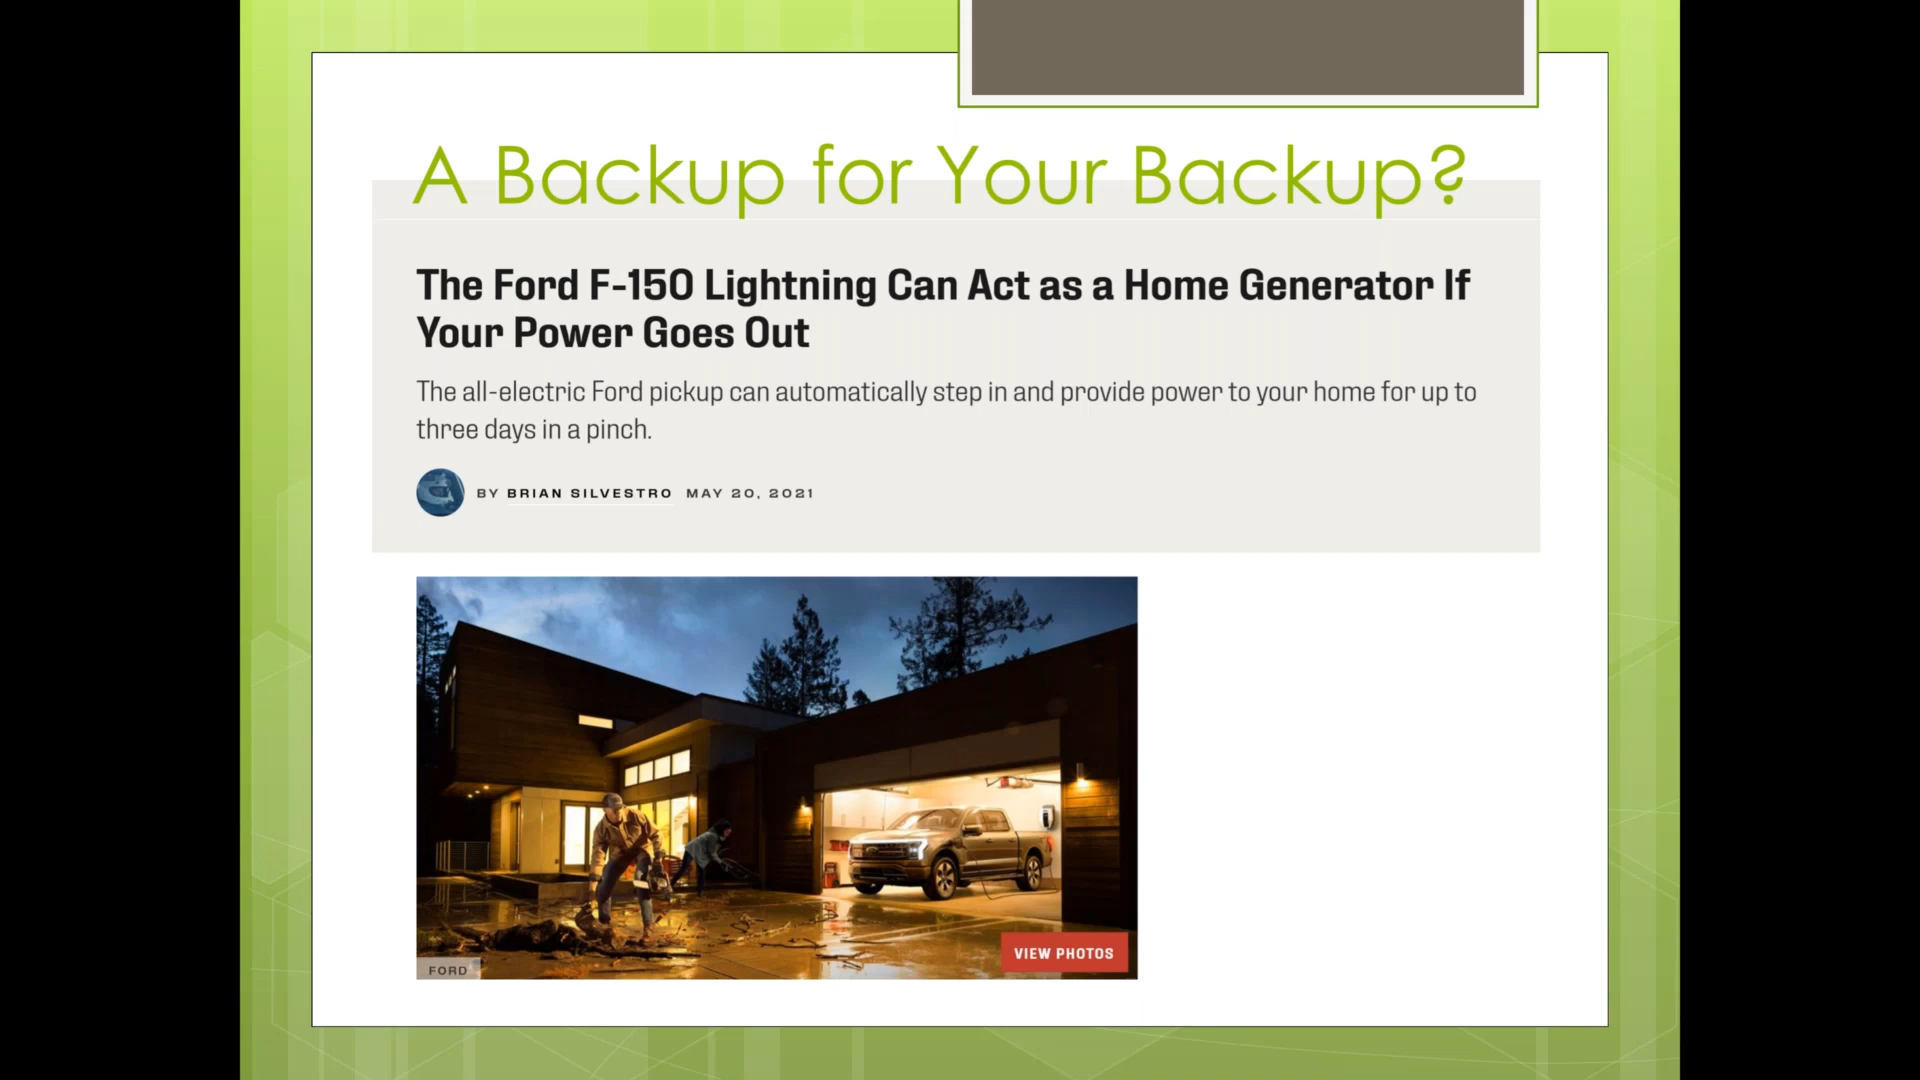 A Backup for Your Backup?
The Ford F-150 Lightning Can Act as a Home Generator If
Your Power Goes Out
The all-electric Ford pickup can automatically step in and provide power to your home for up to
three days in a pinch.
BY BRIAN SILVESTRO MAY 20, 2021
VIEW PHOTOS
FORD